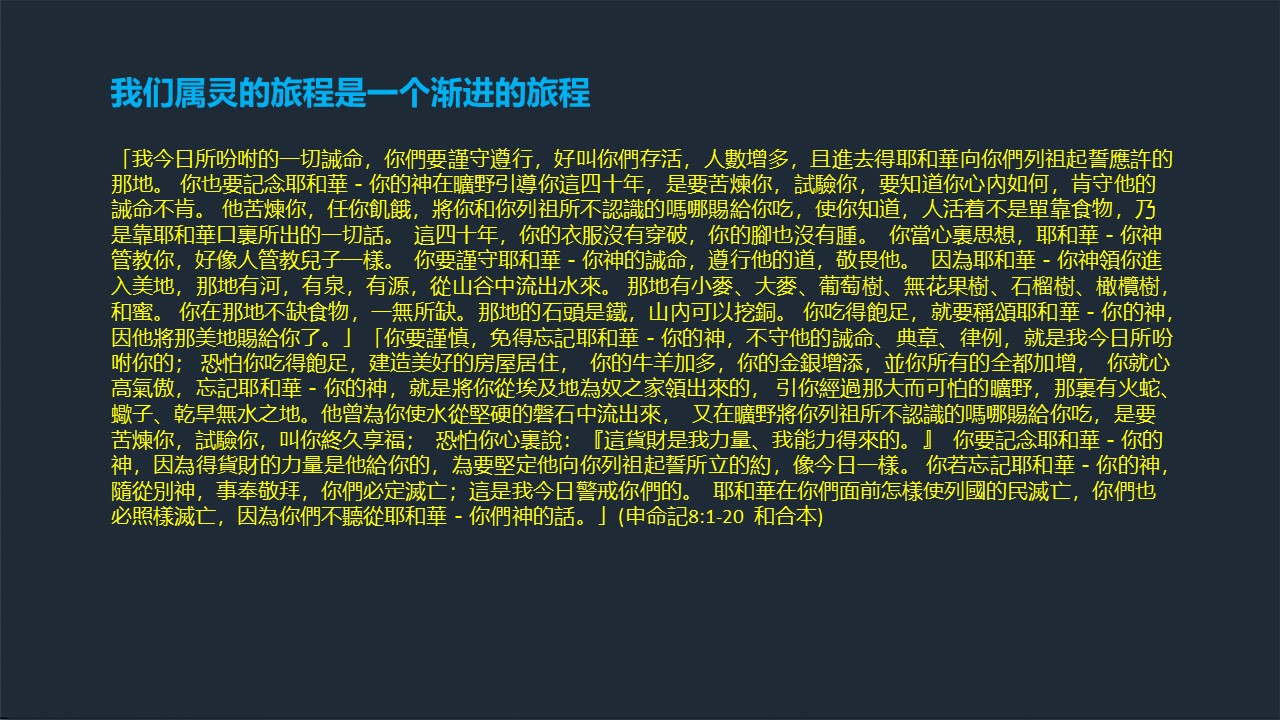 我们属灵的旅程是一个渐进的旅程
「我今日所吩咐的一切誡命，你們要謹守遵行，好叫你們存活，人數增多，且進去得耶和華向你們列祖起誓應許的
那地。 你也要記念耶和華－你的神在曠野引導你這四十年，是要苦煉你，試驗你，要知道你心內如何，肯守他的
誡命不肯。 他苦煉你，任你飢餓，將你和你列祖所不認識的嗎哪賜給你吃，使你知道，人活着不是單靠食物，乃
是靠耶和華口裏所出的一切話。 這四十年，你的衣服沒有穿破，你的腳也沒有腫。 你當心裏思想，耶和華－你神
管教你，好像人管教兒子一樣。 你要謹守耶和華－你神的誡命，遵行他的道，敬畏他。 因為耶和華－你神領你進
入美地，那地有河，有泉，有源，從山谷中流出水來。 那地有小麥、大麥、葡萄樹、無花果樹、石榴樹、橄欖樹，
和蜜。 你在那地不缺食物，一無所缺。那地的石頭是鐵，山內可以挖銅。 你吃得飽足，就要稱頌耶和華－你的神，
因他將那美地賜給你了。」「你要謹慎，免得忘記耶和華－你的神，不守他的誡命、典章、律例，就是我今日所吩
咐你的； 恐怕你吃得飽足，建造美好的房屋居住， 你的牛羊加多，你的金銀增添，並你所有的全都加增， 你就心
高氣傲，忘記耶和華－你的神，就是將你從埃及地為奴之家領出來的， 引你經過那大而可怕的曠野，那裏有火蛇、
蠍子、乾旱無水之地。他曾為你使水從堅硬的磐石中流出來， 又在曠野將你列祖所不認識的嗎哪賜給你吃，是要
苦煉你，試驗你，叫你終久享福； 恐怕你心裏說：『這貨財是我力量、我能力得來的。』 你要記念耶和華－你的
神，因為得貨財的力量是他給你的，為要堅定他向你列祖起誓所立的約，像今日一樣。 你若忘記耶和華－你的神，
隨從別神，事奉敬拜，你們必定滅亡；這是我今日警戒你們的。 耶和華在你們面前怎樣使列國的民滅亡，你們也
必照樣滅亡，因為你們不聽從耶和華－你們神的話。」(申命記8:1-20 和合本)